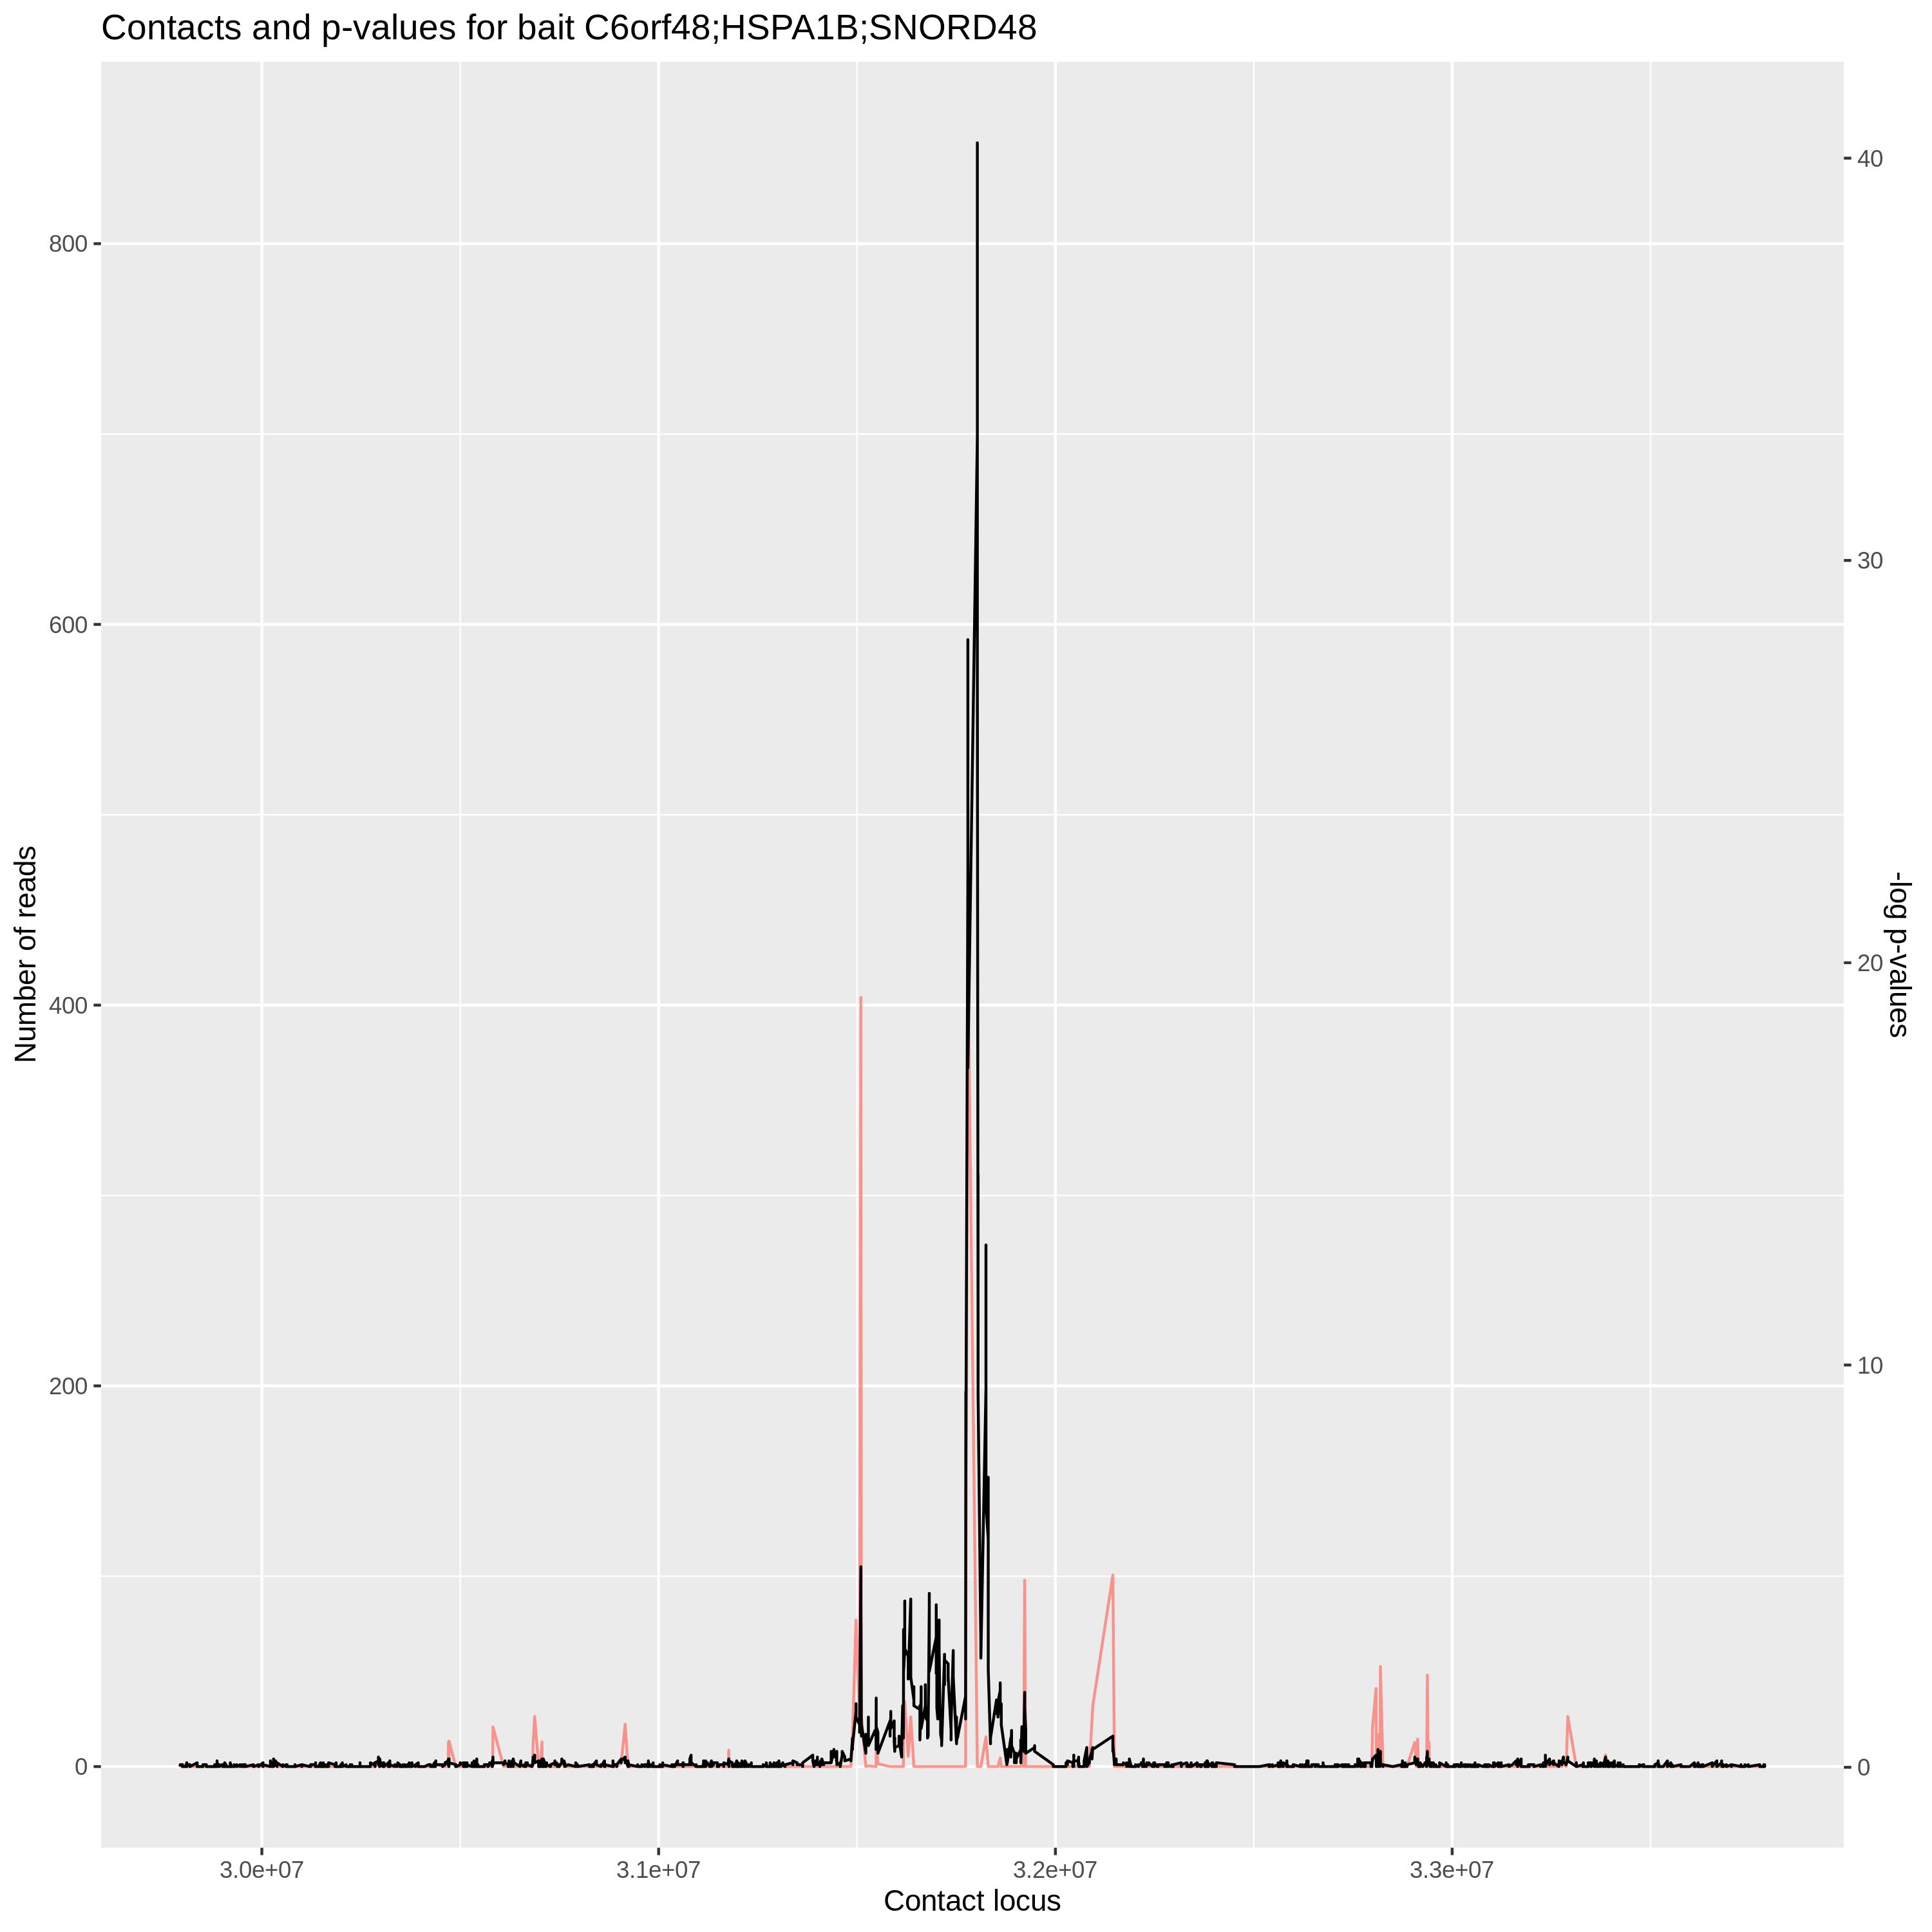 Contacts and p-values for bait C6orf48;HSPA1B;SNORD48
Number of reads
800
600
400
200
0
40
30
20
10
0
-log p-values
3.0e+07
3.1e+07
3.2e+07
3.3e+07
Contact locus